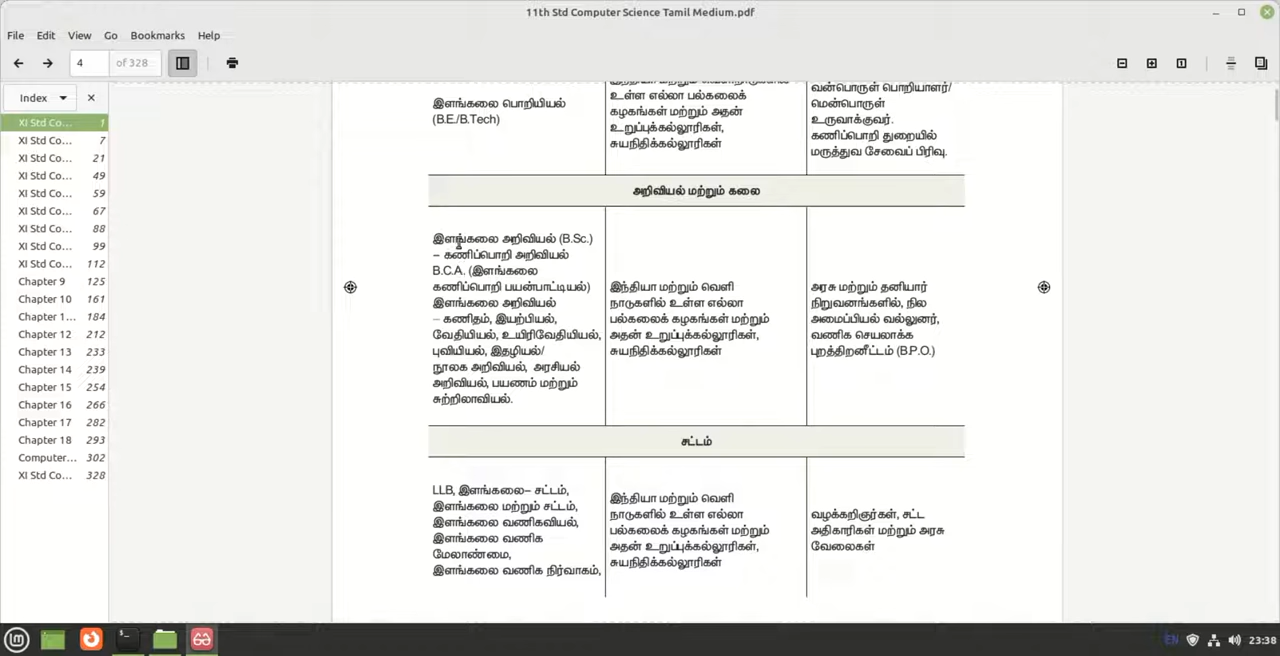 11th Std Computer Science Tamil Medium.pdf
File Edit View Go Bookmarks Help
4 of 328
Index
XI Std Co... 1
XI Std Co... 7
XI Std Co... 21
XI Std Co... 49
XI Std Co... 59
XI Std Co... 67
XI Std Co... 88
XI Std Co... 99
XI Std Co... 112
Chapter 9 125
Chapter 10 161
Chapter 1... 184
Chapter 12 212
Chapter 13 233
Chapter 14 239
Chapter 15 254
Chapter 16 266
Chapter 17 282
Chapter 18 293
Computer... 302
XI Std Co... 328
இளங்கலை பொறியியல்
(B.E./B.Tech)
உள்ள எல்லா பல்கலைக்
கழகங்கள் மற்றும் அதன்
உறுப்புக்கல்லூரிகள்,
சுயநிதிக்கல்லூரிகள்
வன்பொருள் பொறியாளர்/
மென்பொருள்
உருவாக்குவர்.
கணிப்பொறி துறையில்
மருத்துவ சேவைப் பிரிவு.
அறிவியல் மற்றும் கலை
இளங்கலை அறிவியல் (B.Sc.)
– கணிப்பொறி அறிவியல்
B.C.A. (இளங்கலை
கணிப்பொறி பயன்பாட்டியல்)
இளங்கலை அறிவியல்
– கணிதம், இயற்பியல்,
வேதியியல், உயிரிவேதியியல்,
புவியியல், இதழியல்/
நூலக அறிவியல், அரசியல்
அறிவியல், பயணம் மற்றும்
சுற்றிலாவியல்.
இந்தியா மற்றும் வெளி
நாடுகளில் உள்ள எல்லா
பல்கலைக் கழகங்கள் மற்றும்
அதன் உறுப்புக்கல்லூரிகள்,
சுயநிதிக்கல்லூரிகள்
அரசு மற்றும் தனியார்
நிறுவனங்களில், நில
அமைப்பியல் வல்லுனர்,
வணிக செயலாக்க
புறத்திறனீட்டம் (B.P.O.)
சட்டம்
LLB, இளங்கலை– சட்டம்,
இளங்கலை மற்றும் சட்டம்,
இளங்கலை வணிகவியல்,
இளங்கலை வணிக
மேலாண்மை,
இளங்கலை வணிக நிர்வாகம்,
இந்தியா மற்றும் வெளி
நாடுகளில் உள்ள எல்லா
பல்கலைக் கழகங்கள் மற்றும்
அதன் உறுப்புக்கல்லூரிகள்,
சுயநிதிக்கல்லூரிகள்
வழக்கறிஞர்கள், சட்ட
அதிகாரிகள் மற்றும் அரசு
வேலைகள்
EN 23:38